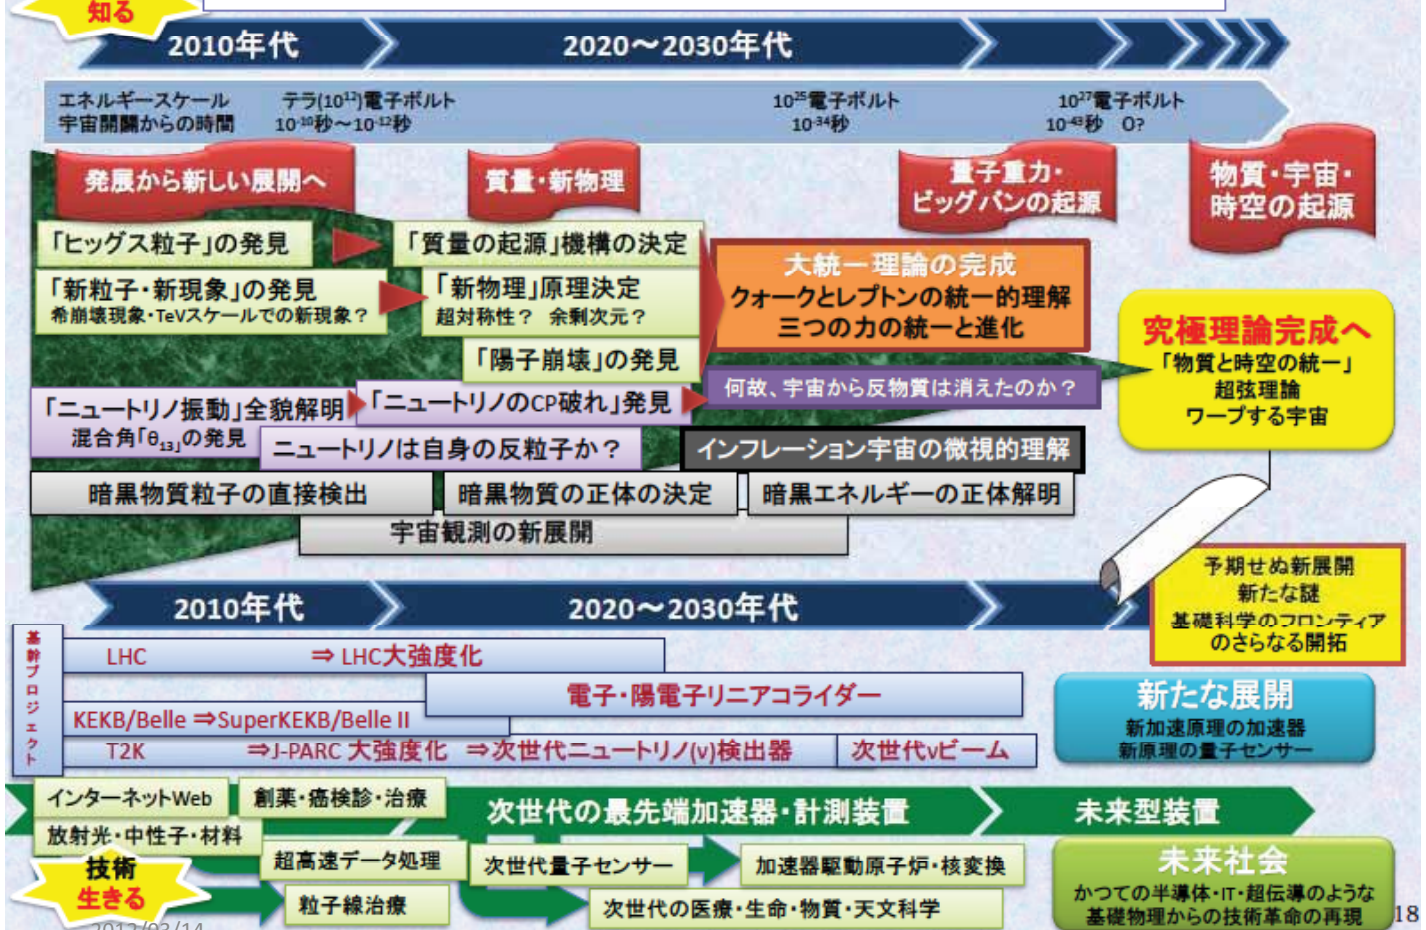 知る
2010年代
2020～2030年代
エネルギースケール
テラ(10¹²)電子ボルト
10²⁵電子ボルト
10²⁷電子ボルト
宇宙開闢からの時間
10⁻¹⁰秒～10⁻¹²秒
10⁻³⁴秒
10⁻⁴³秒 0?
発展から新しい展開へ
質量・新物理
量子重力・
ビッグバンの起源
物質・宇宙・
時空の起源
「ヒッグス粒子」の発見
「質量の起源」機構の決定
「新粒子・新現象」の発見
希崩壊現象・TeVスケールでの新現象？
「新物理」原理決定
超対称性？ 余剰次元？
「陽子崩壊」の発見
大統一理論の完成
クォークとレプトンの統一的理解
三つの力の統一と進化
究極理論完成へ
「物質と時空の統一」
超弦理論
ワープする宇宙
「ニュートリノ振動」全貌解明
混合角「θ₁₃」の発見
「ニュートリノのCP破れ」発見
何故、宇宙から反物質は消えたのか？
ニュートリノは自身の反粒子か？
インフレーション宇宙の微視的理解
暗黒物質粒子の直接検出
暗黒物質の正体の決定
暗黒エネルギーの正体解明
宇宙観測の新展開
予期せぬ新展開
新たな謎
基礎科学のフロンティア
のさらなる開拓
2010年代
2020～2030年代
基幹プロジェクト
LHC ⇒ LHC大強度化
電子・陽電子リニアコライダー
KEKB/Belle ⇒SuperKEKB/Belle II
T2K ⇒J-PARC 大強度化 ⇒次世代ニュートリノ(ν)検出器
次世代νビーム
新たな展開
新加速原理の加速器
新原理の量子センサー
インターネットWeb
創薬・癌検診・治療
放射光・中性子・材料
次世代の最先端加速器・計測装置
未来型装置
技術
生きる
超高速データ処理
次世代量子センサー
加速器駆動原子炉・核変換
粒子線治療
次世代の医療・生命・物質・天文科学
未来社会
かつての半導体・IT・超伝導のような
基礎物理からの技術革命の再現
2012/03/14
18